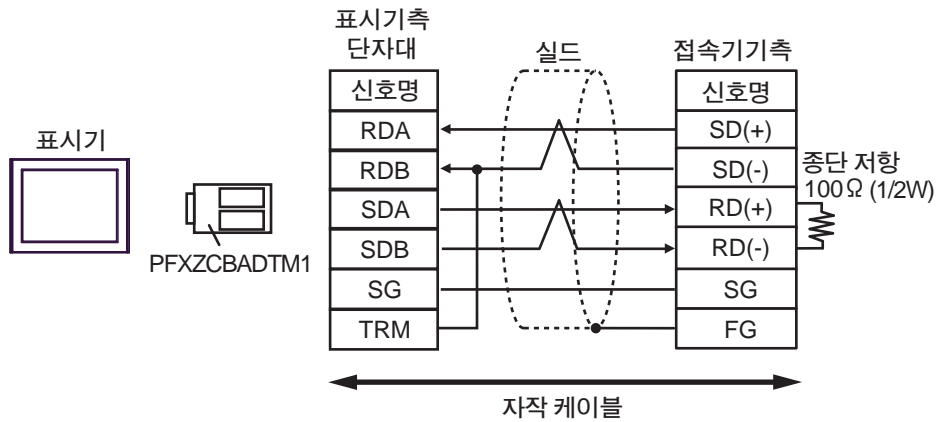 표시기측
단자대
실드
접속기기측
신호명
신호명
RDA
SD(+)
표시기
RDB
SD(-)
종단 저항
100Ω (1/2W)
SDA
RD(+)
SDB
RD(-)
PFXZCBADTM1
SG
SG
TRM
FG
자작 케이블